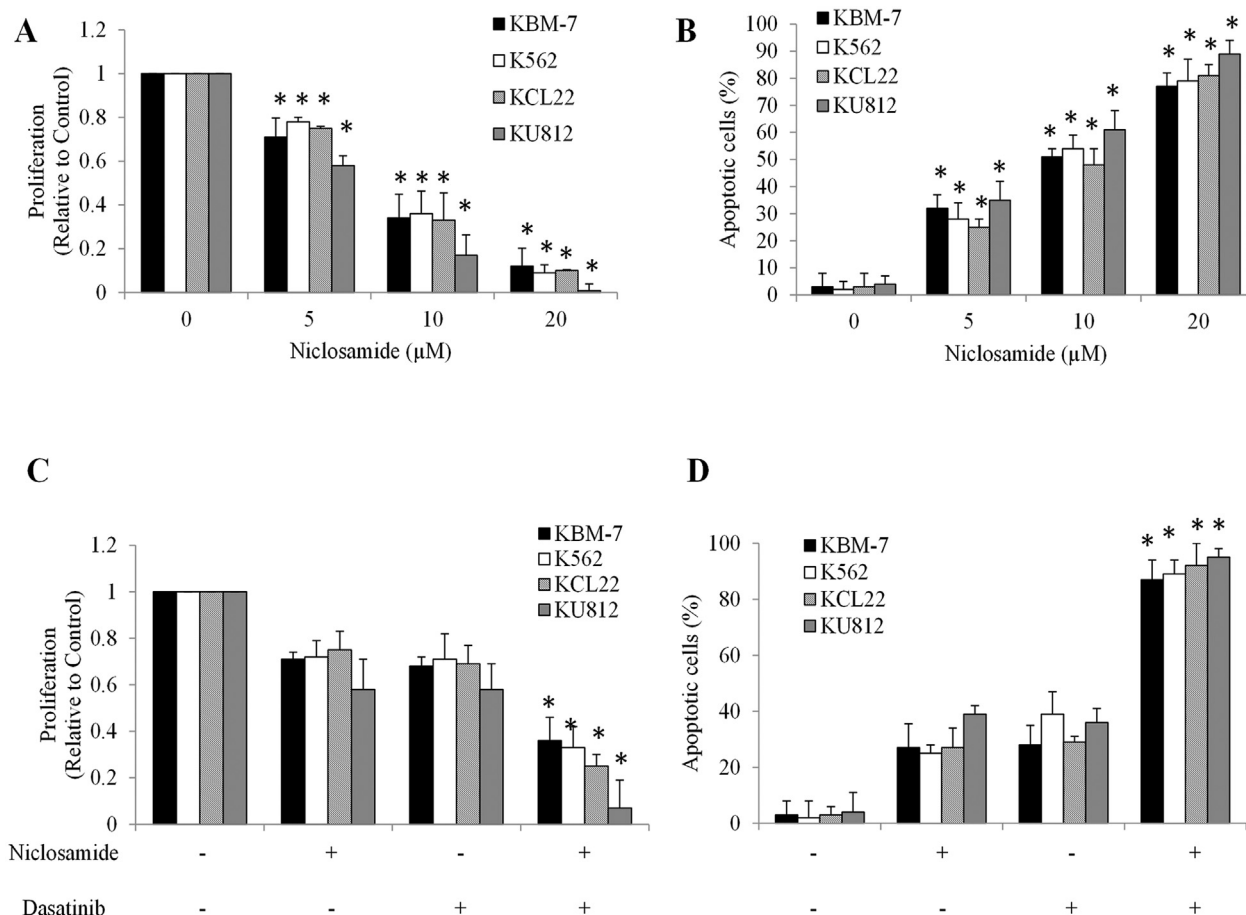 A
Proliferation
(Relative to Control)
1.2
1
0.8
0.6
0.4
0.2
0
KBM-7
K562
KCL22
KU812
* * * *
* * * *
* * * *
0 5 10 20
Niclosamide (µM)
B
Apoptotic cells (%)
100
90
80
70
60
50
40
30
20
10
0
KBM-7
K562
KCL22
KU812
* * * *
* * * *
* * * *
0 5 10 20
Niclosamide (µM)
C
Proliferation
(Relative to Control)
1.2
1
0.8
0.6
0.4
0.2
0
KBM-7
K562
KCL22
KU812
* * * *
D
Apoptotic cells (%)
100
80
60
40
20
0
KBM-7
K562
KCL22
KU812
* * * *
Niclosamide - + - + - + - +
Dasatinib - - + + - - + +